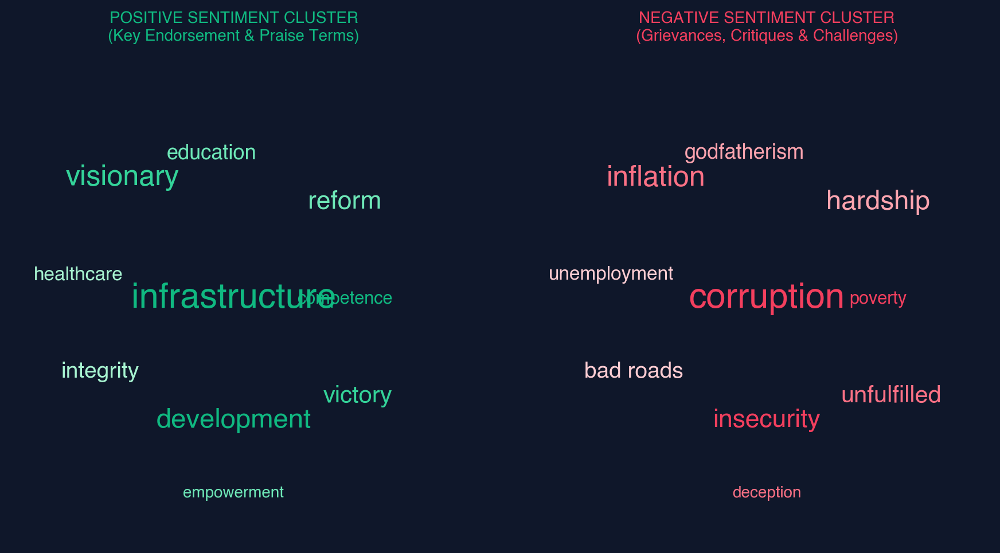 POSITIVE SENTIMENT CLUSTER
(Key Endorsement & Praise Terms)
education
visionary
reform
healthcare
infrastructure
competence
integrity
victory
development
empowerment
NEGATIVE SENTIMENT CLUSTER
(Grievances, Critiques & Challenges)
godfatherism
inflation
hardship
unemployment
corruption
poverty
bad roads
unfulfilled
insecurity
deception